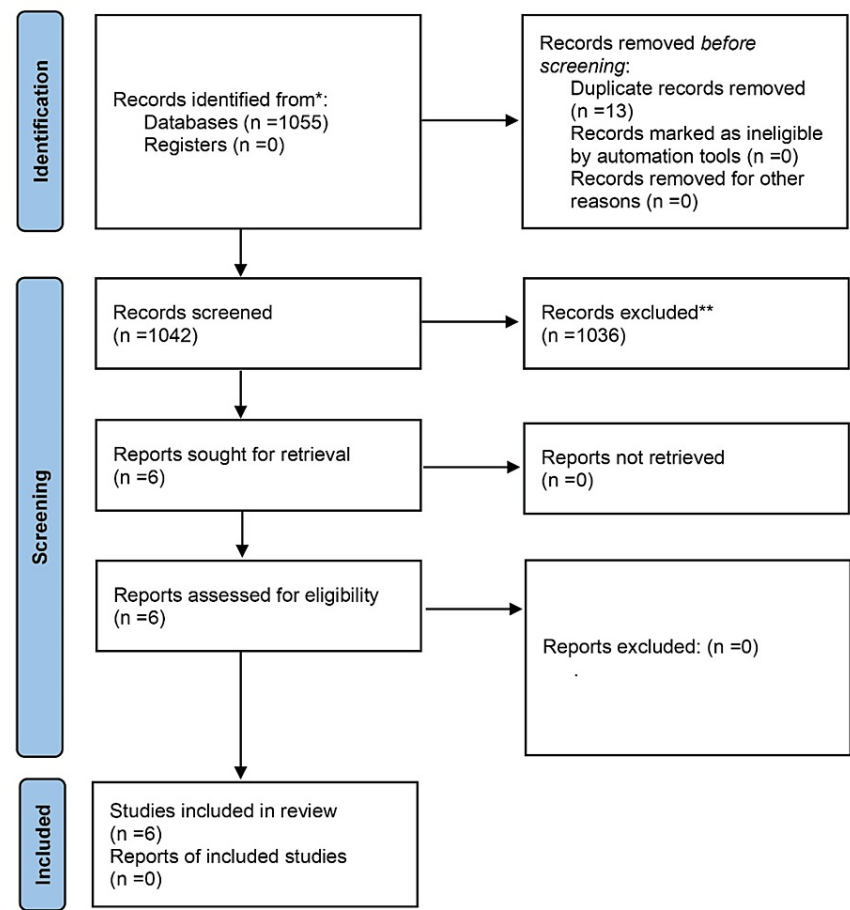 Identification
Records identified from*:
Databases (n =1055)
Registers (n =0)
Records removed before
screening:
Duplicate records removed
(n =13)
Records marked as ineligible
by automation tools (n =0)
Records removed for other
reasons (n =0)
Screening
Records screened
(n =1042)
Records excluded**
(n =1036)
Reports sought for retrieval
(n =6)
Reports not retrieved
(n =0)
Reports assessed for eligibility
(n =6)
Reports excluded: (n =0)
.
Included
Studies included in review
(n =6)
Reports of included studies
(n =0)